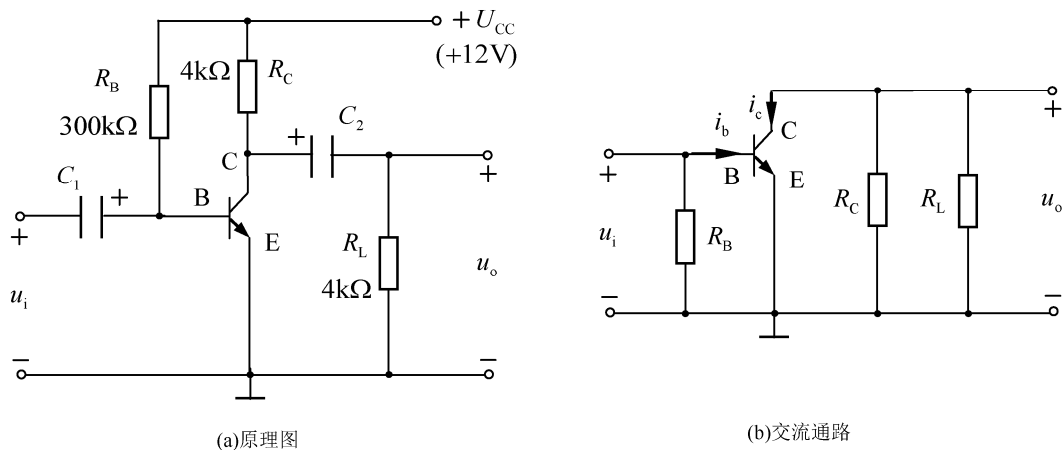 + U_CC
(+12V)
R_B
300kΩ
4kΩ
R_C
C_1
+
+
C_2
C
B
E
R_L
4kΩ
+
u_i
−
+
u_o
−
(a)原理图
i_b
i_c
C
B
E
+
u_i
−
R_B
R_C
R_L
+
u_o
−
(b)交流通路